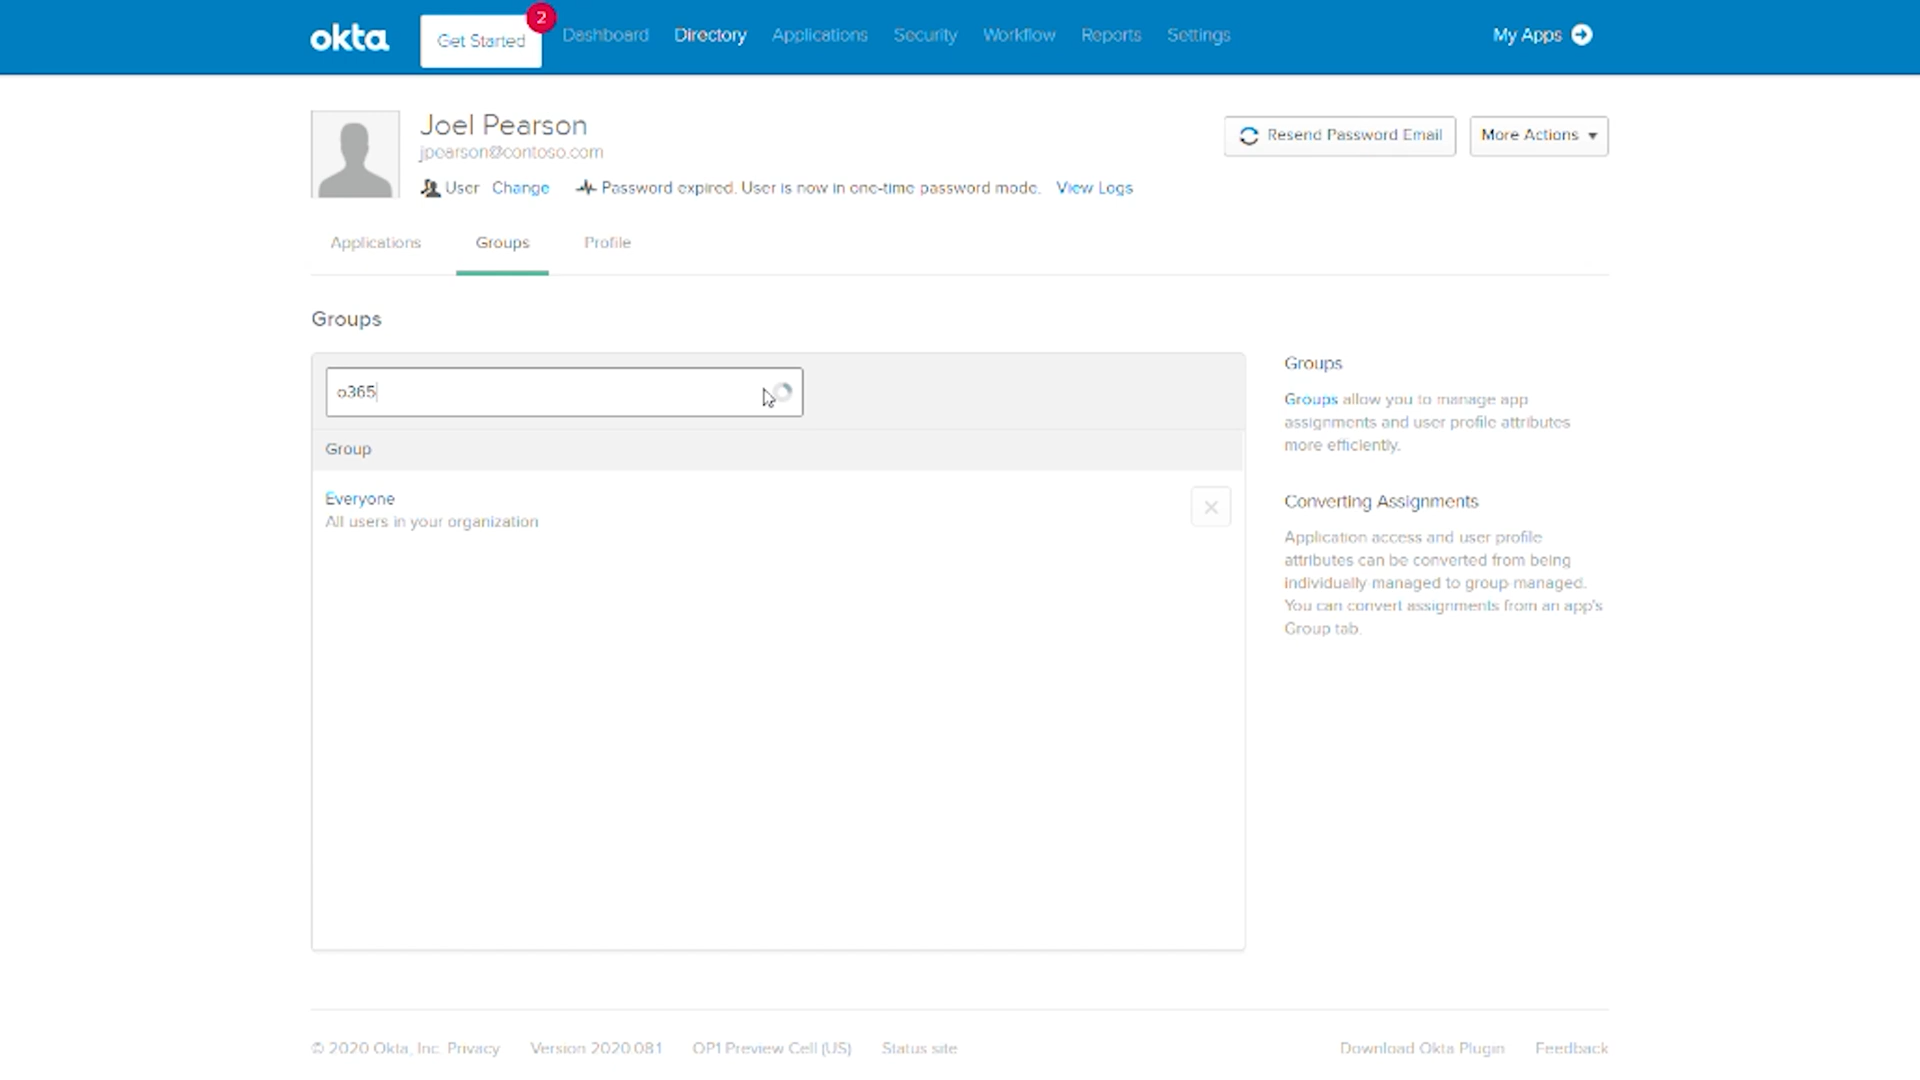 okta
Get Started
2
Dashboard
Directory
Applications
Security
Workflow
Reports
Settings
My Apps
Joel Pearson
jpearson@contoso.com
User Change Password expired. User is now in one-time password mode. View Logs
Resend Password Email
More Actions
Applications
Groups
Profile
Groups
o365
Group
Everyone
All users in your organization
Groups
Groups allow you to manage app
assignments and user profile attributes
more efficiently.
Converting Assignments
Application access and user profile
attributes can be converted from being
individually-managed to group-managed.
You can convert assignments from an app's
Group tab.
© 2020 Okta, Inc. Privacy
Version 2020.08.1
OP1 Preview Cell (US)
Status site
Download Okta Plugin
Feedback